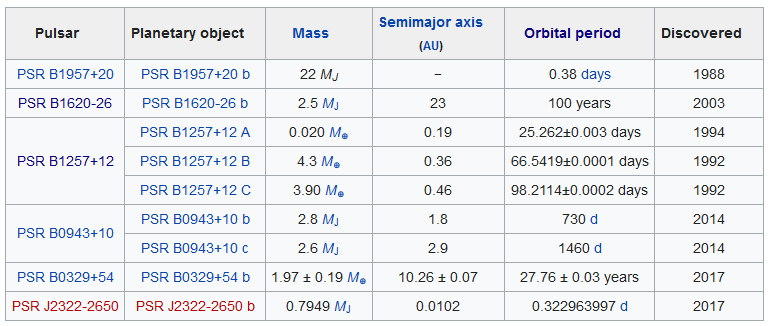 Pulsar Planetary object Mass Semimajor axis (AU) Orbital period Discovered
PSR B1957+20 PSR B1957+20 b 22 MJ – 0.38 days 1988
PSR B1620-26 PSR B1620-26 b 2.5 MJ 23 100 years 2003
PSR B1257+12 PSR B1257+12 A 0.020 M⊕ 0.19 25.262±0.003 days 1994
PSR B1257+12 B 4.3 M⊕ 0.36 66.5419±0.0001 days 1992
PSR B1257+12 C 3.90 M⊕ 0.46 98.2114±0.0002 days 1992
PSR B0943+10 PSR B0943+10 b 2.8 MJ 1.8 730 d 2014
PSR B0943+10 c 2.6 MJ 2.9 1460 d 2014
PSR B0329+54 PSR B0329+54 b 1.97 ± 0.19 M⊕ 10.26 ± 0.07 27.76 ± 0.03 years 2017
PSR J2322-2650 PSR J2322-2650 b 0.7949 MJ 0.0102 0.322963997 d 2017